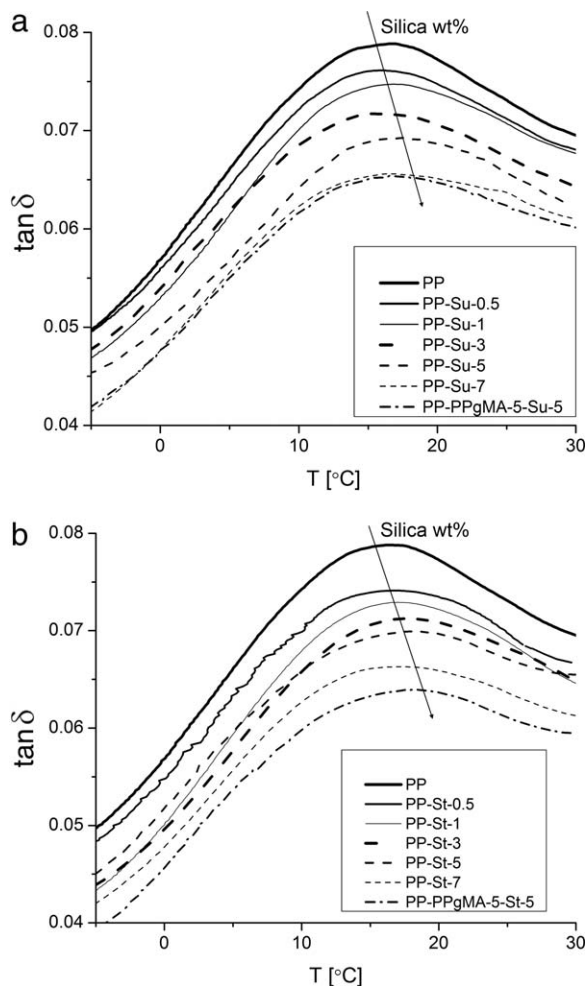 a
0.08
0.07
0.06
0.05
0.04
tanδ
Silica wt%
PP
PP-Su-0.5
PP-Su-1
PP-Su-3
PP-Su-5
PP-Su-7
PP-PPgMA-5-Su-5
0 10 20 30
T [°C]
b
0.08
0.07
0.06
0.05
0.04
tanδ
Silica wt%
PP
PP-St-0.5
PP-St-1
PP-St-3
PP-St-5
PP-St-7
PP-PPgMA-5-St-5
0 10 20 30
T [°C]